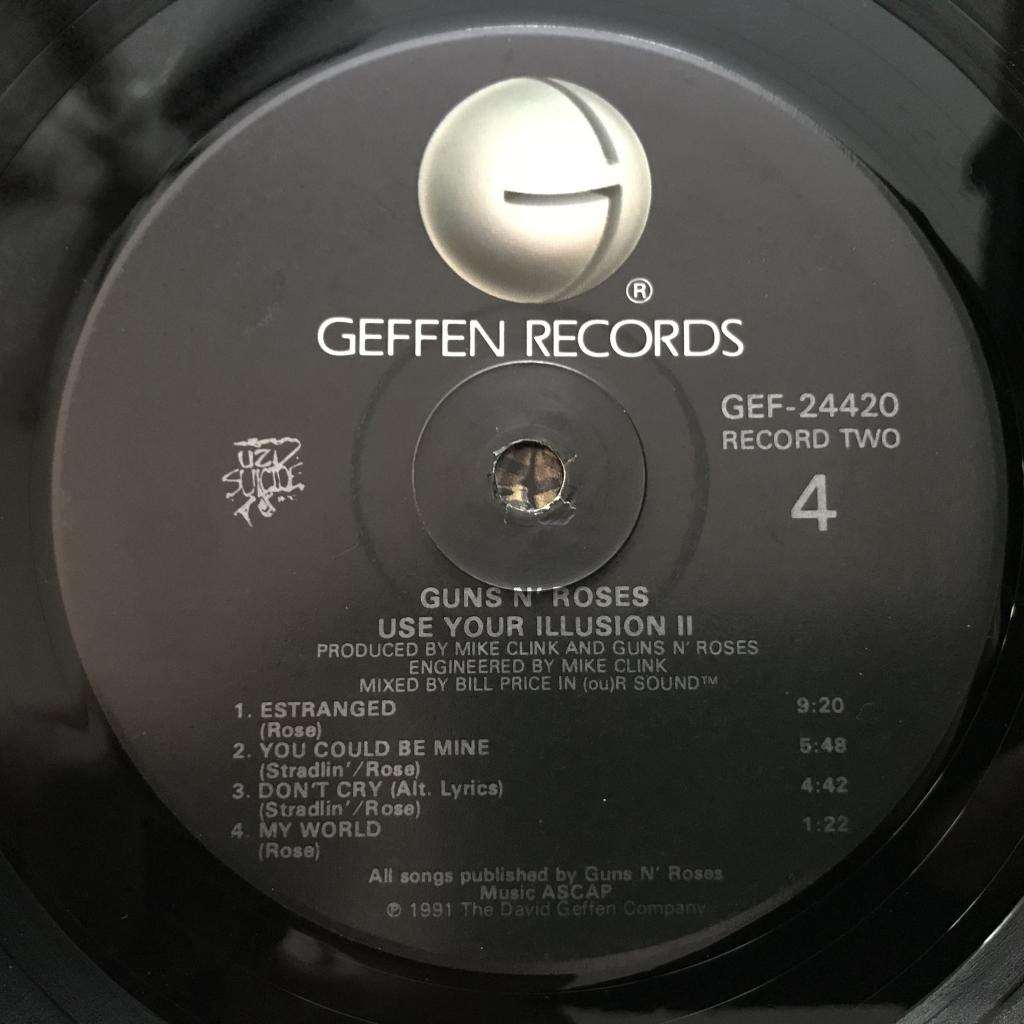 ®
GEFFEN RECORDS
GEF-24420
RECORD TWO
4
GUNS N' ROSES
USE YOUR ILLUSION II
PRODUCED BY MIKE CLINK AND GUNS N' ROSES
ENGINEERED BY MIKE CLINK
MIXED BY BILL PRICE IN (ou)R SOUND™
1. ESTRANGED 9:20
(Rose)
2. YOU COULD BE MINE 5:48
(Stradlin'/Rose)
3. DON'T CRY (Alt. Lyrics) 4:42
(Stradlin'/Rose)
4. MY WORLD 1:22
(Rose)
All songs published by Guns N' Roses
Music ASCAP
℗ 1991 The David Geffen Company